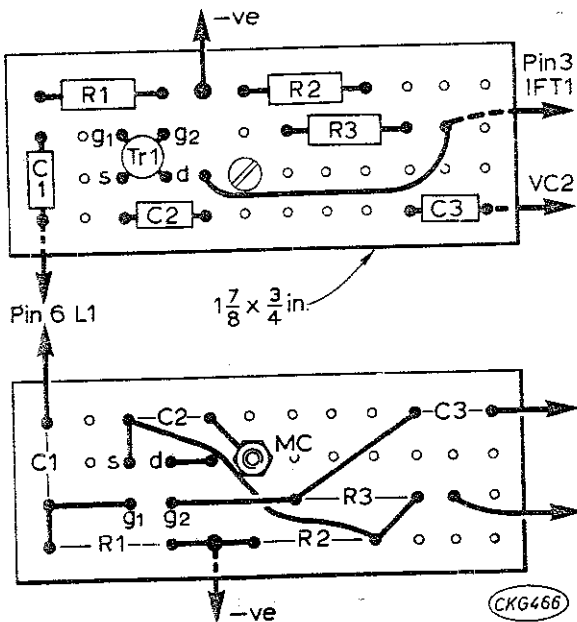 -ve
Pin 3
IFT1
R1
R2
R3
g1
g2
Tr1
C1
s
d
C2
C3
VC2
1 7/8 x 3/4 in.
Pin 6 L1
C2
C3
MC
C1
s
d
g1
g2
R3
R1
R2
-ve
CKG466